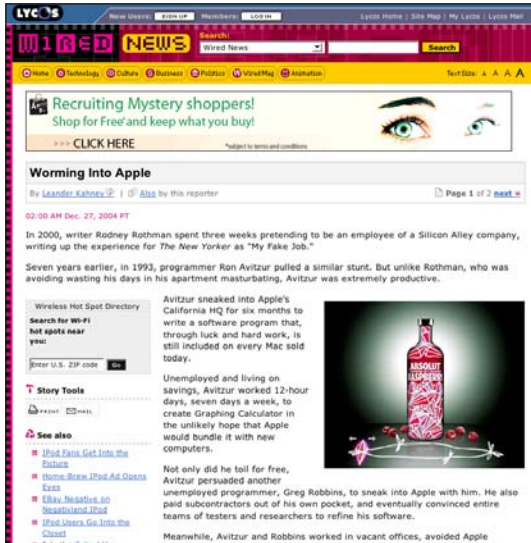 LYCOS
New Users: SIGN UP Members: LOG IN
Lycos Home | Site Map | My Lycos | Lycos Mail
WIRED NEWS
Search:
Wired News
Search
Home Technology Culture Business Politics Wired Mag Animation
Text Size: A A A A
Recruiting Mystery shoppers!
Shop for Free* and keep what you buy!
>>> CLICK HERE
*subject to terms and conditions
Worming Into Apple
By Leander Kahney | Also by this reporter
Page 1 of 2 next »
02:00 AM Dec. 27, 2004 PT
In 2000, writer Rodney Rothman spent three weeks pretending to be an employee of a Silicon Alley company,
writing up the experience for The New Yorker as "My Fake Job."
Seven years earlier, in 1993, programmer Ron Avitzur pulled a similar stunt. But unlike Rothman, who was
avoiding wasting his days in his apartment masturbating, Avitzur was extremely productive.
Wireless Hot Spot Directory
Search for Wi-Fi
hot spots near
you:
Enter U.S. ZIP code Go
Story Tools
PRINT MAIL
See also
IPod Fans Get Into the
Picture
Home-Brew IPod Ad Opens
Eyes
EBay Negative on
Negativland IPod
IPod Users Go Into the
Closet
Avitzur sneaked into Apple's
California HQ for six months to
write a software program that,
through luck and hard work, is
still included on every Mac sold
today.
Unemployed and living on
savings, Avitzur worked 12-hour
days, seven days a week, to
create Graphing Calculator in
the unlikely hope that Apple
would bundle it with new
computers.
Not only did he toil for free,
Avitzur persuaded another
unemployed programmer, Greg Robbins, to sneak into Apple with him. He also
paid subcontractors out of his own pocket, and eventually convinced entire
teams of testers and researchers to refine his software.
Meanwhile, Avitzur and Robbins worked in vacant offices, avoided Apple
ABSOLUT
RASPBERRI